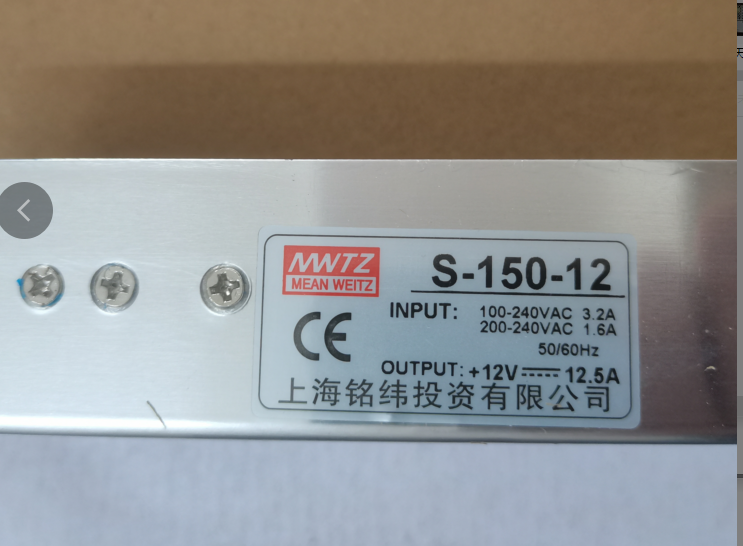 MWTZ
MEAN WEITZ
S-150-12
INPUT: 100-240VAC 3.2A
200-240VAC 1.6A
50/60Hz
CE
OUTPUT: +12V 12.5A
上海铭纬投资有限公司